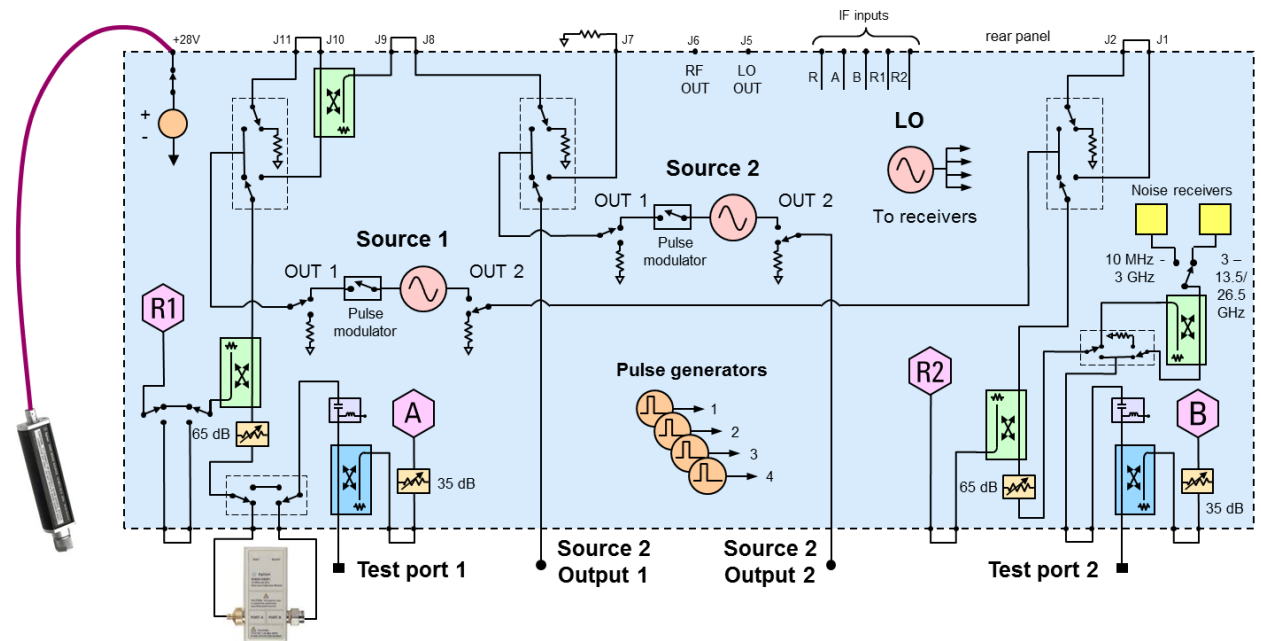 IF inputs
+28V
J11
J10
J9
J8
J7
J6
J5
rear panel
J2
J1
RF
OUT
LO
OUT
R
A
B
R1
R2
+
-
LO
To receivers
Source 2
OUT 1
OUT 2
Pulse
modulator
Noise receivers
10 MHz -
3 GHz
3 –
13.5/
26.5
GHz
Source 1
OUT 1
OUT 2
Pulse
modulator
R1
R2
Pulse generators
1
2
3
4
A
B
65 dB
35 dB
65 dB
35 dB
Test port 1
Source 2
Output 1
Source 2
Output 2
Test port 2
Agilent
PORT A
PORT B